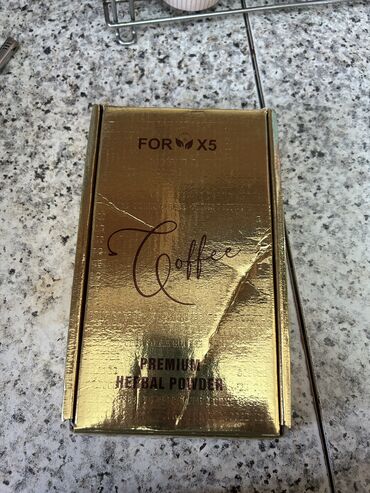 FOR X5
Coffee
PREMIUM
HERBAL POWDER